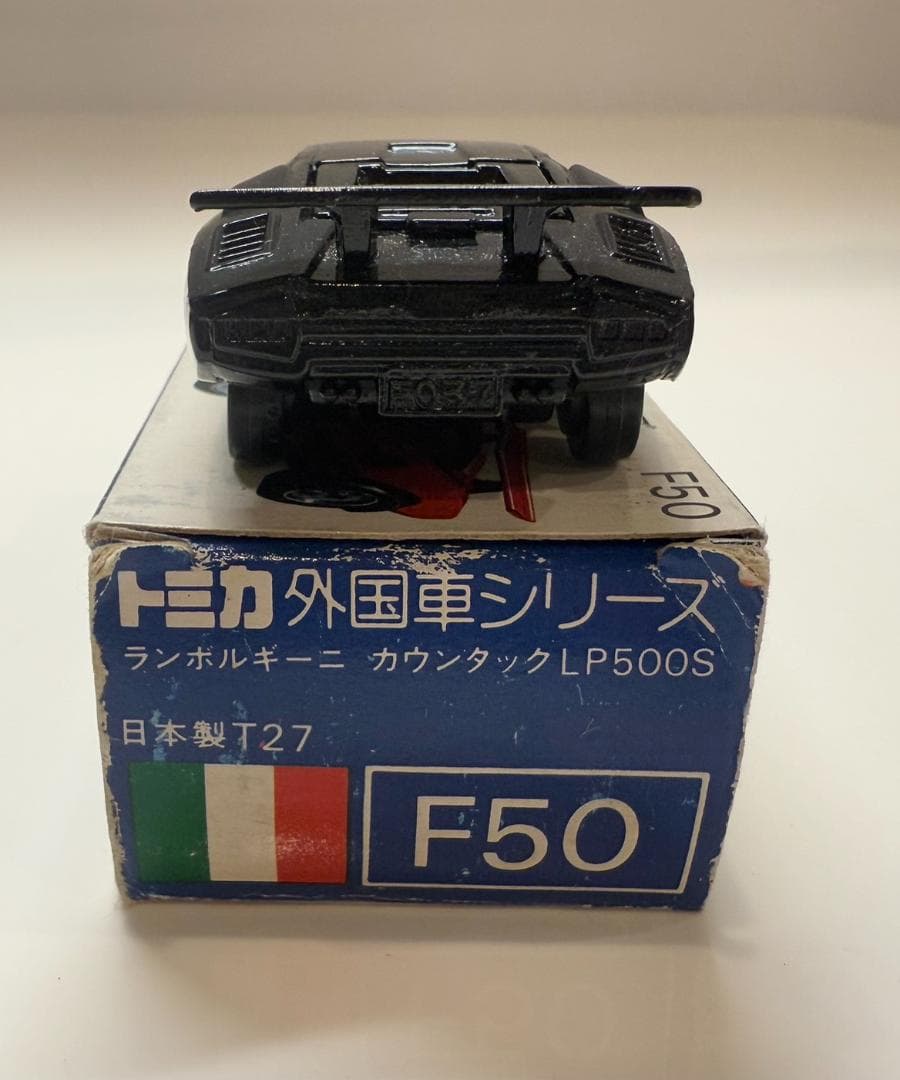 F50
トミカ 外国車シリーズ
ランボルギーニ カウンタックLP500S
日本製T27
F50